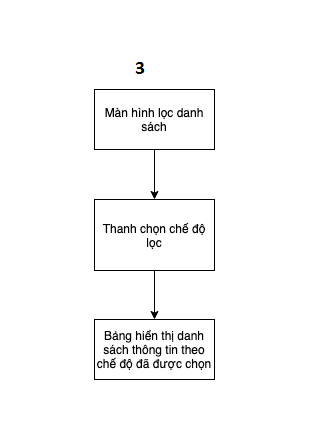 3
Màn hình lọc danh
sách
Thanh chọn chế độ
lọc
Bảng hiển thị danh
sách thông tin theo
chế độ đã được chọn